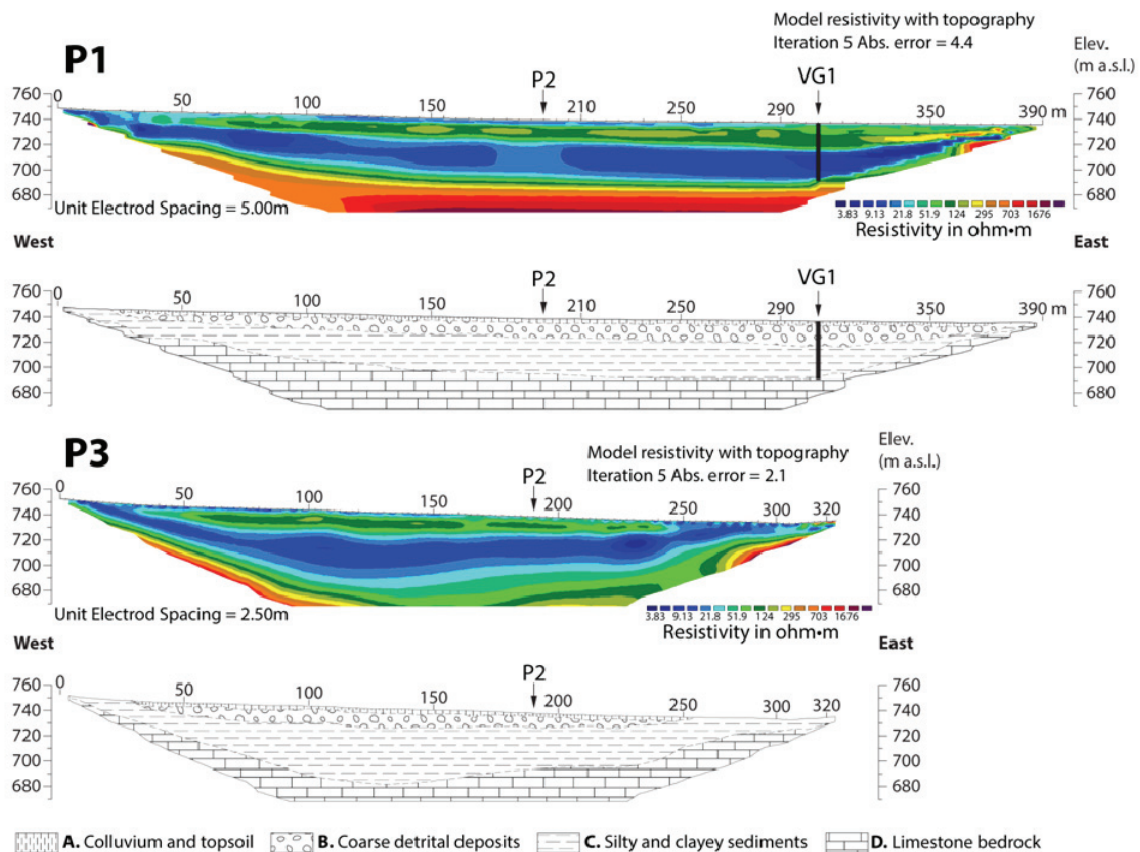 Model resistivity with topography
Iteration 5 Abs. error = 4.4
P1
Elev.
(m a.s.l.)
P2
VG1
0 50 100 150 210 250 290 350 390 m
760 760
740 740
720 720
700 700
680 680
Unit Electrod Spacing = 5.00m
3.83 9.13 21.8 51.9 124 295 703 1676
Resistivity in ohm•m
West East
P2
VG1
0 50 100 150 210 250 290 350 390 m
760 760
740 740
720 720
700 700
680 680
P3
Model resistivity with topography
Iteration 5 Abs. error = 2.1
Elev.
(m a.s.l.)
P2
0 50 100 150 200 250 300 320
760 760
740 740
720 720
700 700
680 680
Unit Electrod Spacing = 2.50m
3.83 9.13 21.8 51.9 124 295 703 1676
Resistivity in ohm•m
West East
P2
0 50 100 150 200 250 300 320
760 760
740 740
720 720
700 700
680 680
A. Colluvium and topsoil B. Coarse detrital deposits C. Silty and clayey sediments D. Limestone bedrock